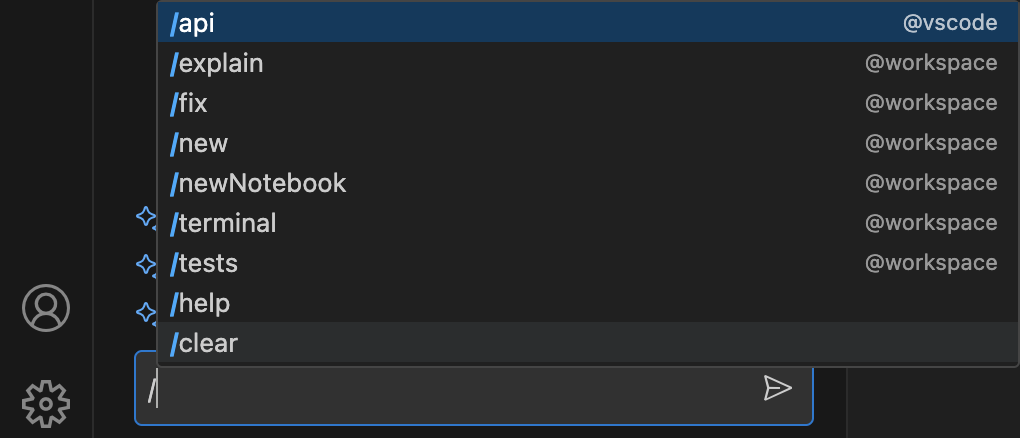 /api @vscode
/explain @workspace
/fix @workspace
/new @workspace
/newNotebook @workspace
/terminal @workspace
/tests @workspace
/help
/clear
/